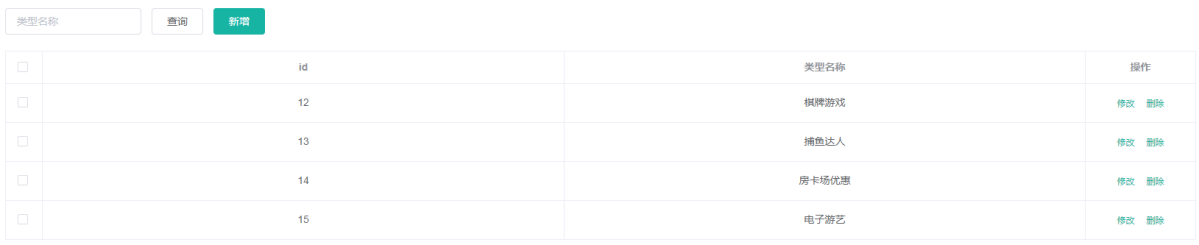 类型名称 查询 新增
id 类型名称 操作
12 棋牌游戏 修改 删除
13 捕鱼达人 修改 删除
14 房卡场优惠 修改 删除
15 电子游艺 修改 删除